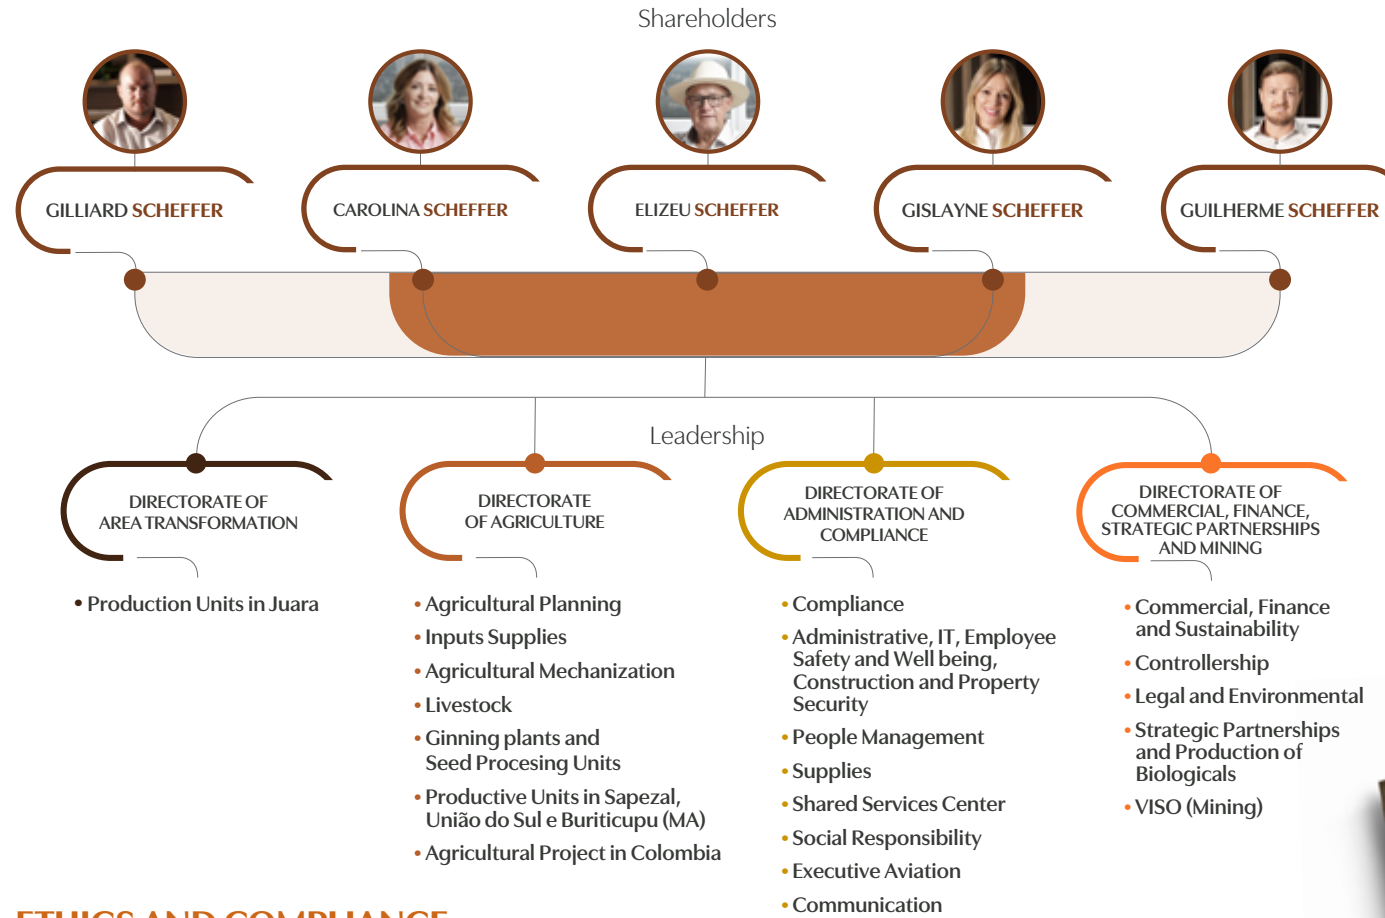 Shareholders
GILLIARD SCHEFFER
CAROLINA SCHEFFER
ELIZEU SCHEFFER
GISLAYNE SCHEFFER
GUILHERME SCHEFFER
Leadership
DIRECTORATE OF
AREA TRANSFORMATION
• Production Units in Juara
DIRECTORATE
OF AGRICULTURE
• Agricultural Planning
• Inputs Supplies
• Agricultural Mechanization
• Livestock
• Ginning plants and
Seed Procesing Units
• Productive Units in Sapezal,
União do Sul e Buriticupu (MA)
• Agricultural Project in Colombia
DIRECTORATE OF
ADMINISTRATION AND
COMPLIANCE
• Compliance
• Administrative, IT, Employee
Safety and Well being,
Construction and Property
Security
• People Management
• Supplies
• Shared Services Center
• Social Responsibility
• Executive Aviation
• Communication
DIRECTORATE OF
COMMERCIAL, FINANCE,
STRATEGIC PARTNERSHIPS
AND MINING
• Commercial, Finance
and Sustainability
• Controllership
• Legal and Environmental
• Strategic Partnerships
and Production of
Biologicals
• VISO (Mining)
ETHICS AND COMPLIANCE